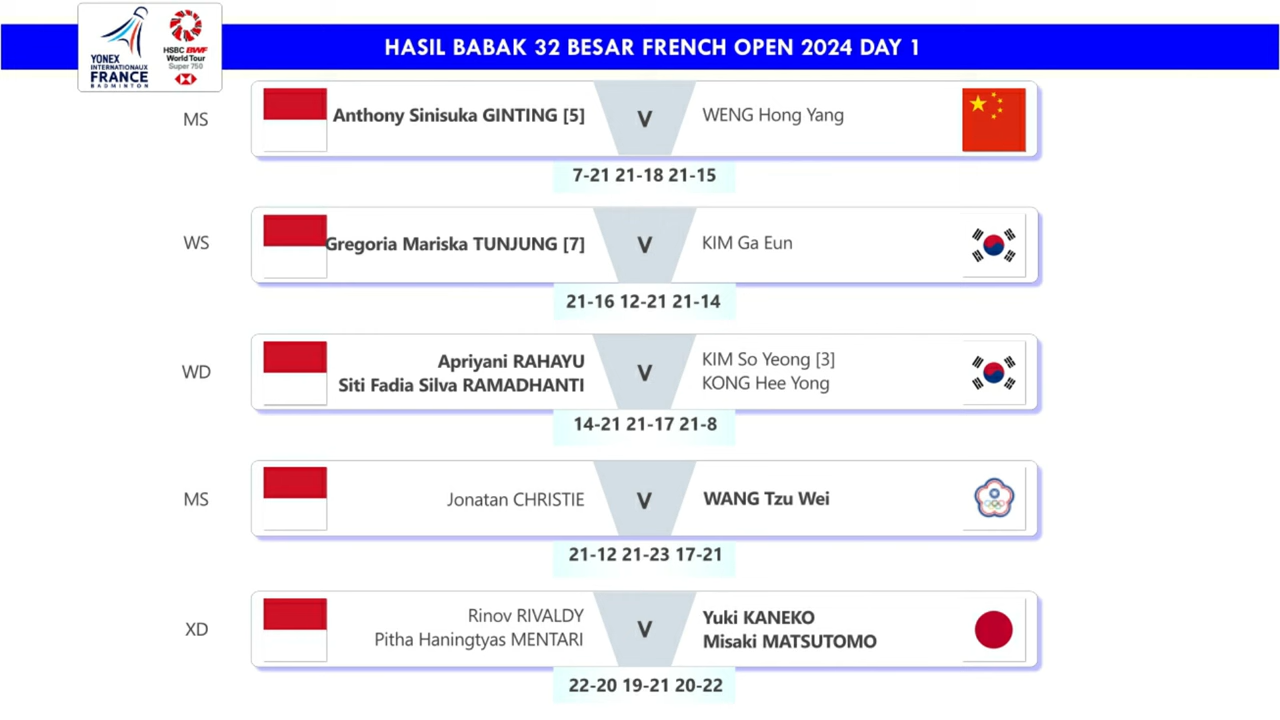 YONEX
INTERNATIONAUX
FRANCE
BADMINTON
HSBC BWF
World Tour
Super 750
HASIL BABAK 32 BESAR FRENCH OPEN 2024 DAY 1
MS
Anthony Sinisuka GINTING [5]
V
WENG Hong Yang
7-21 21-18 21-15
WS
Gregoria Mariska TUNJUNG [7]
V
KIM Ga Eun
21-16 12-21 21-14
WD
Apriyani RAHAYU
Siti Fadia Silva RAMADHANTI
V
KIM So Yeong [3]
KONG Hee Yong
14-21 21-17 21-8
MS
Jonatan CHRISTIE
V
WANG Tzu Wei
21-12 21-23 17-21
XD
Rinov RIVALDY
Pitha Haningtyas MENTARI
V
Yuki KANEKO
Misaki MATSUTOMO
22-20 19-21 20-22